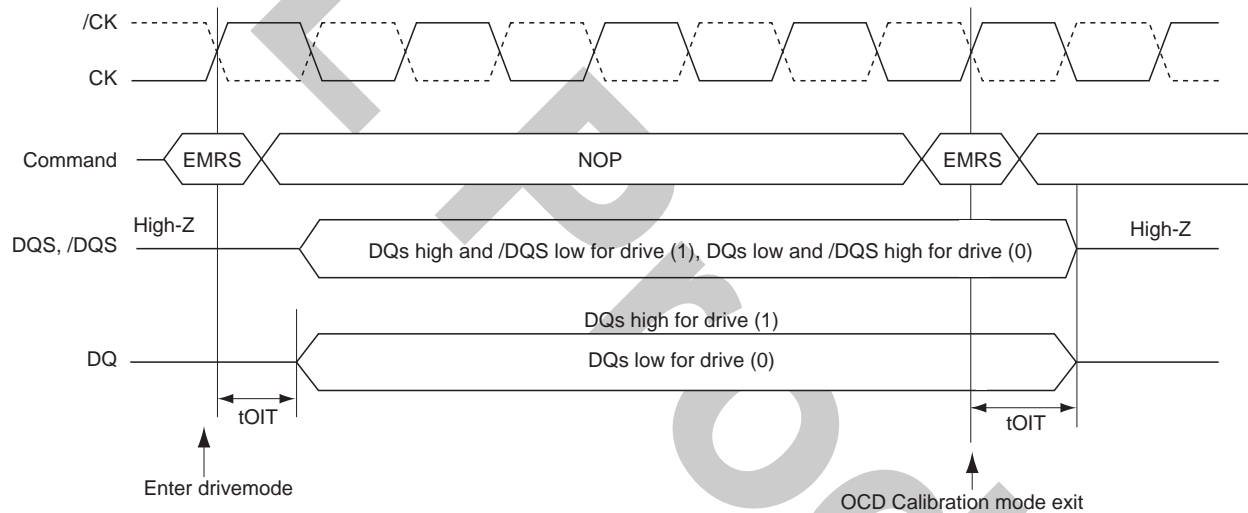 /CK
CK
Command
EMRS
NOP
EMRS
High-Z
DQS, /DQS
DQs high and /DQS low for drive (1), DQs low and /DQS high for drive (0)
High-Z
DQs high for drive (1)
DQ
DQs low for drive (0)
tOIT
tOIT
Enter drivemode
OCD Calibration mode exit